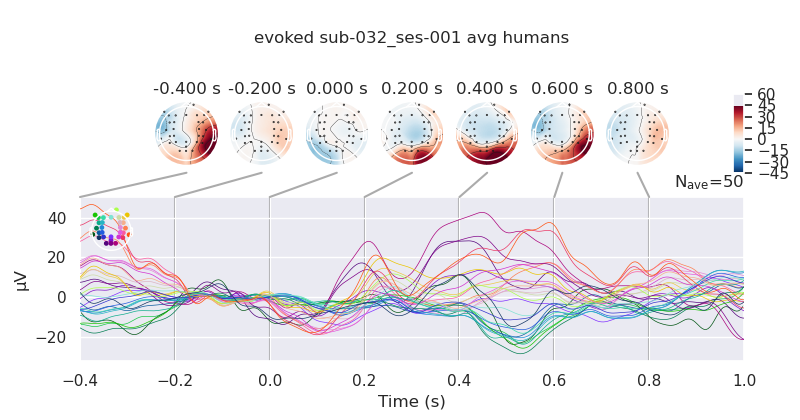 evoked sub-032_ses-001 avg humans
-0.400 s -0.200 s 0.000 s 0.200 s 0.400 s 0.600 s 0.800 s
60
45
30
15
0
−15
−30
−45
Nave=50
40
20
0
−20
µV
−0.4 −0.2 0.0 0.2 0.4 0.6 0.8 1.0
Time (s)